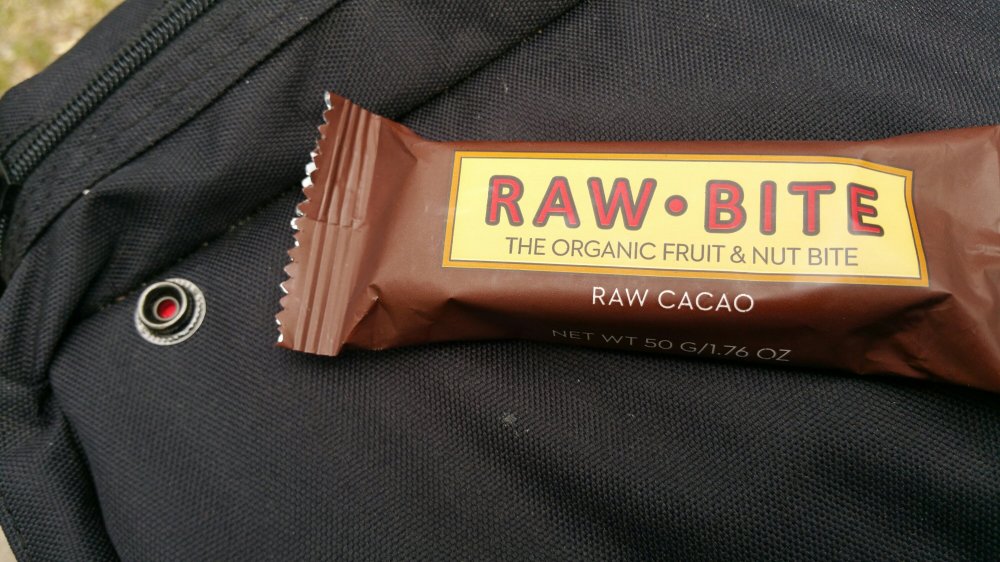 RAW•BITE
THE ORGANIC FRUIT & NUT BITE
RAW CACAO
NET WT 50 G/1.76 OZ